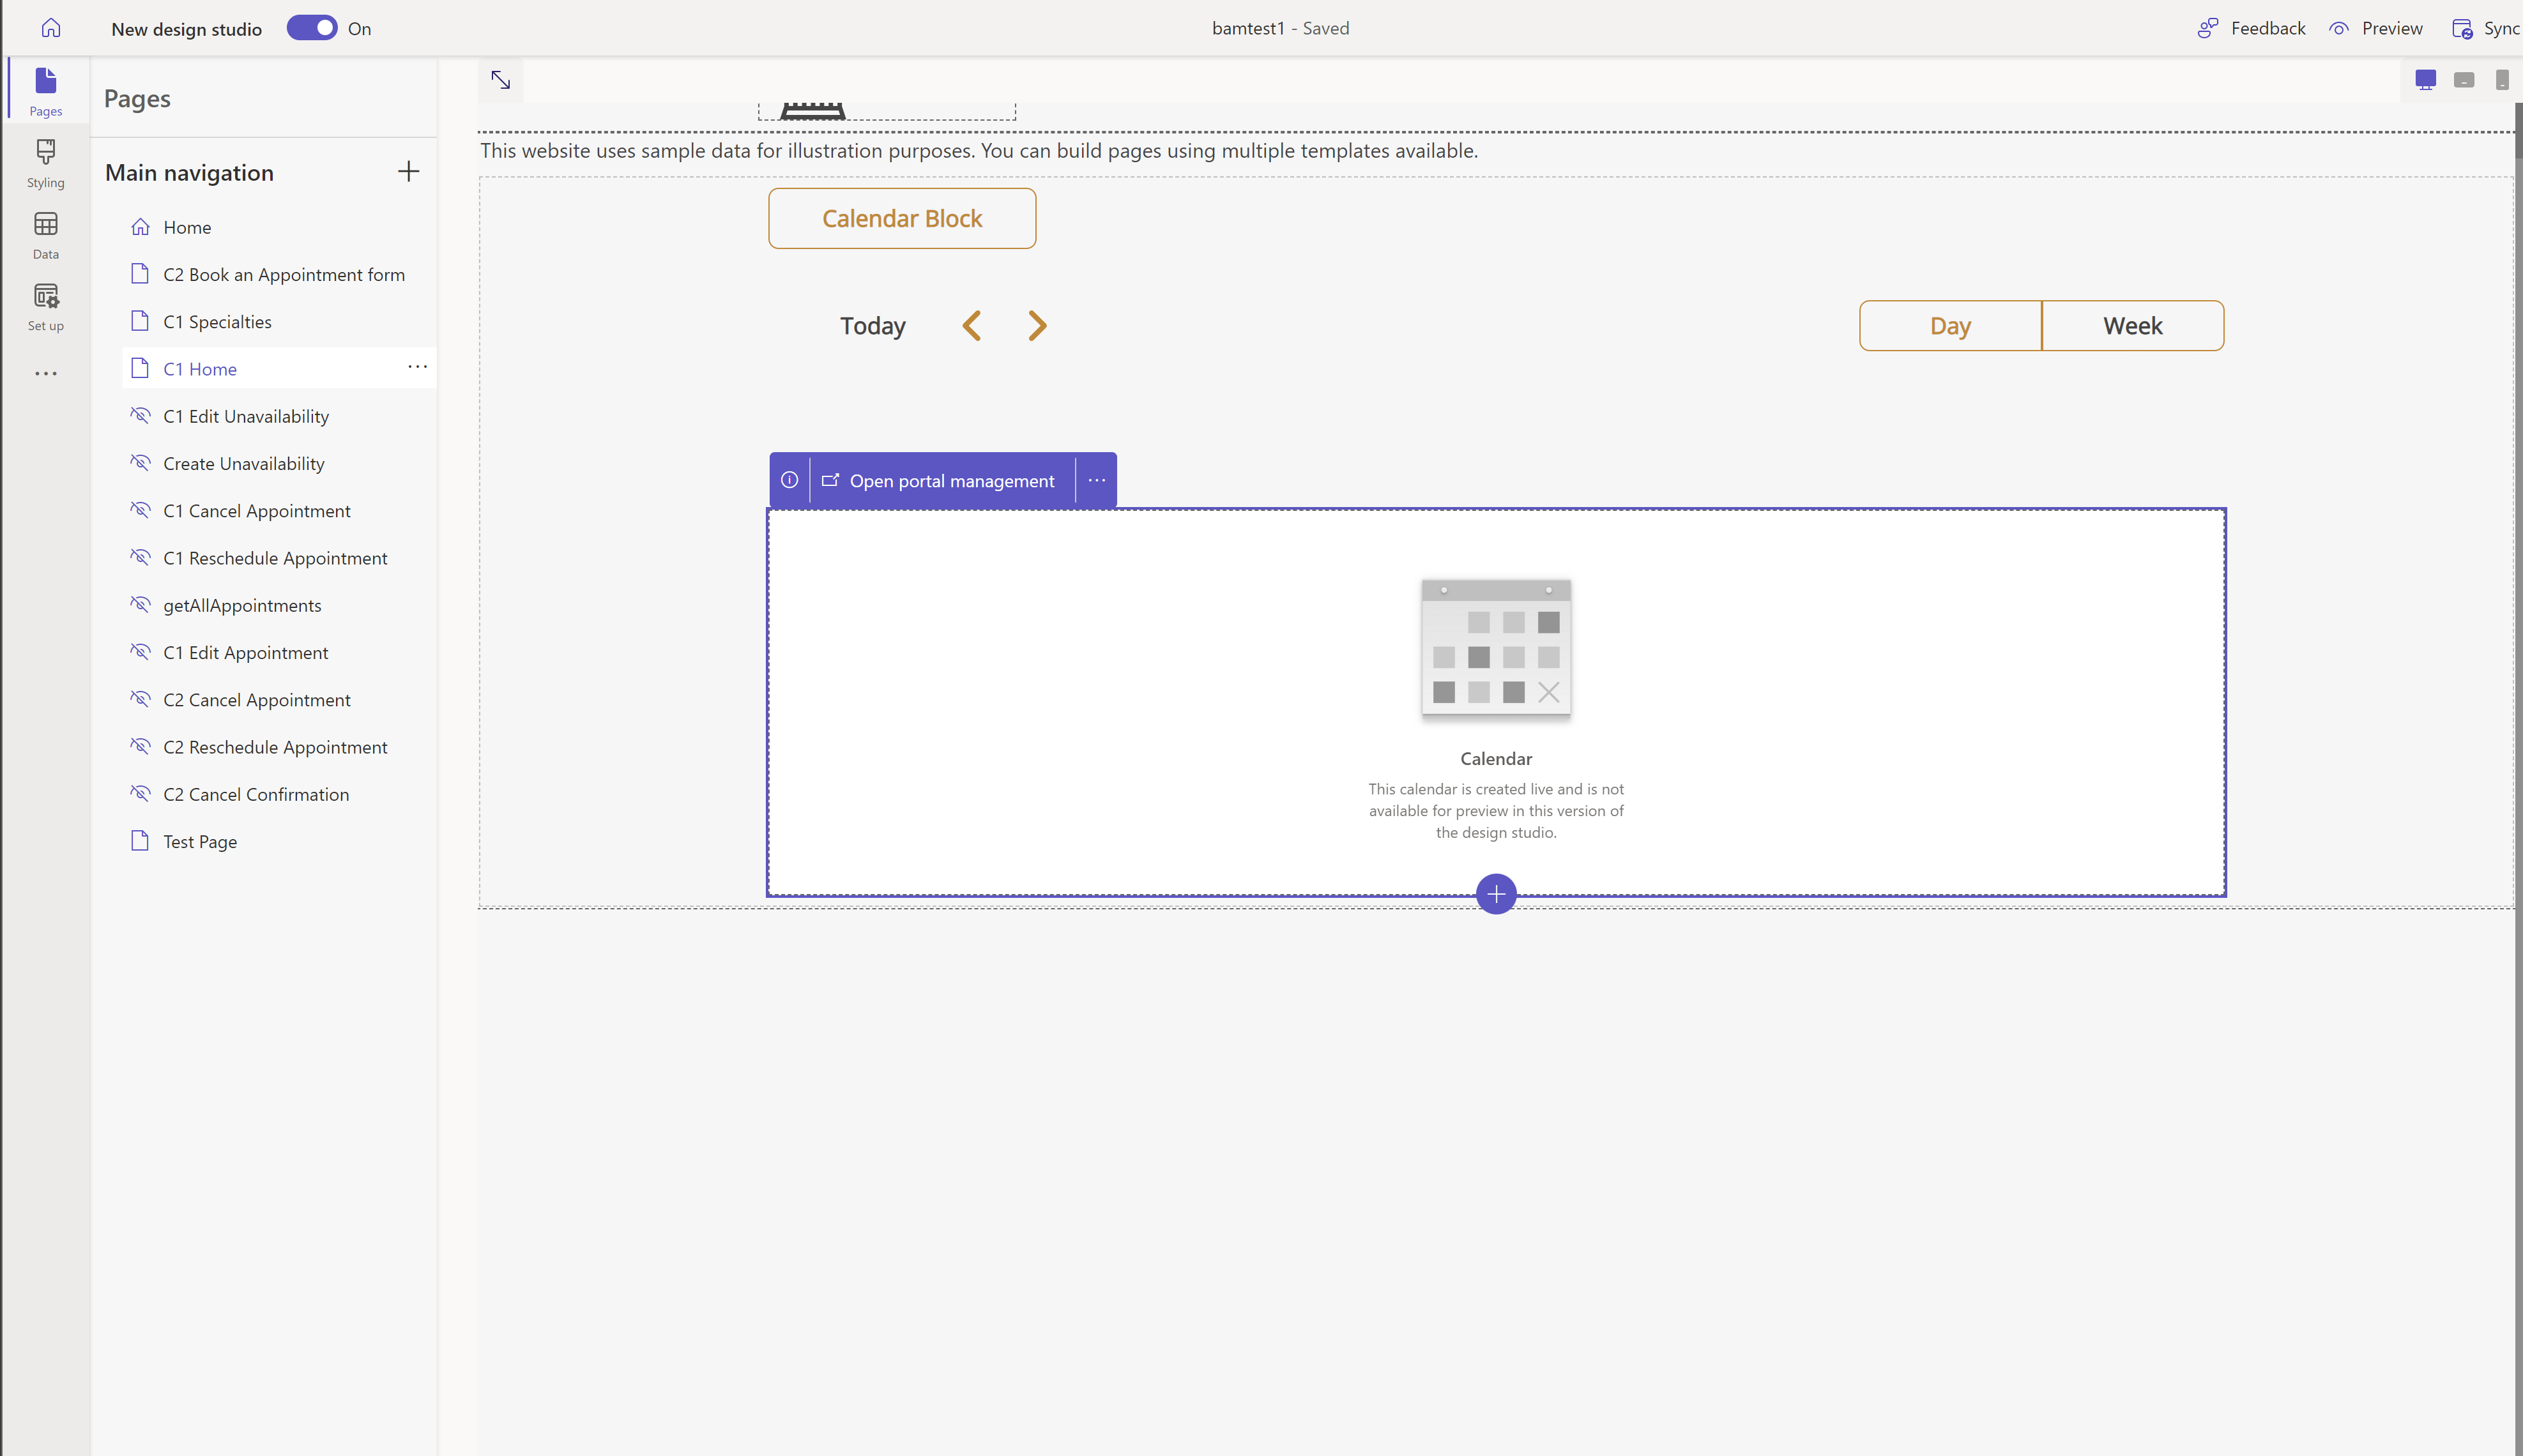 New design studio
On
bamtest1 - Saved
Feedback
Preview
Sync
Pages
Styling
Data
Set up
Pages
Main navigation
Home
C2 Book an Appointment form
C1 Specialties
C1 Home
C1 Edit Unavailability
Create Unavailability
C1 Cancel Appointment
C1 Reschedule Appointment
getAllAppointments
C1 Edit Appointment
C2 Cancel Appointment
C2 Reschedule Appointment
C2 Cancel Confirmation
Test Page
This website uses sample data for illustration purposes. You can build pages using multiple templates available.
Calendar Block
Today
Day
Week
Open portal management
Calendar
This calendar is created live and is not
available for preview in this version of
the design studio.